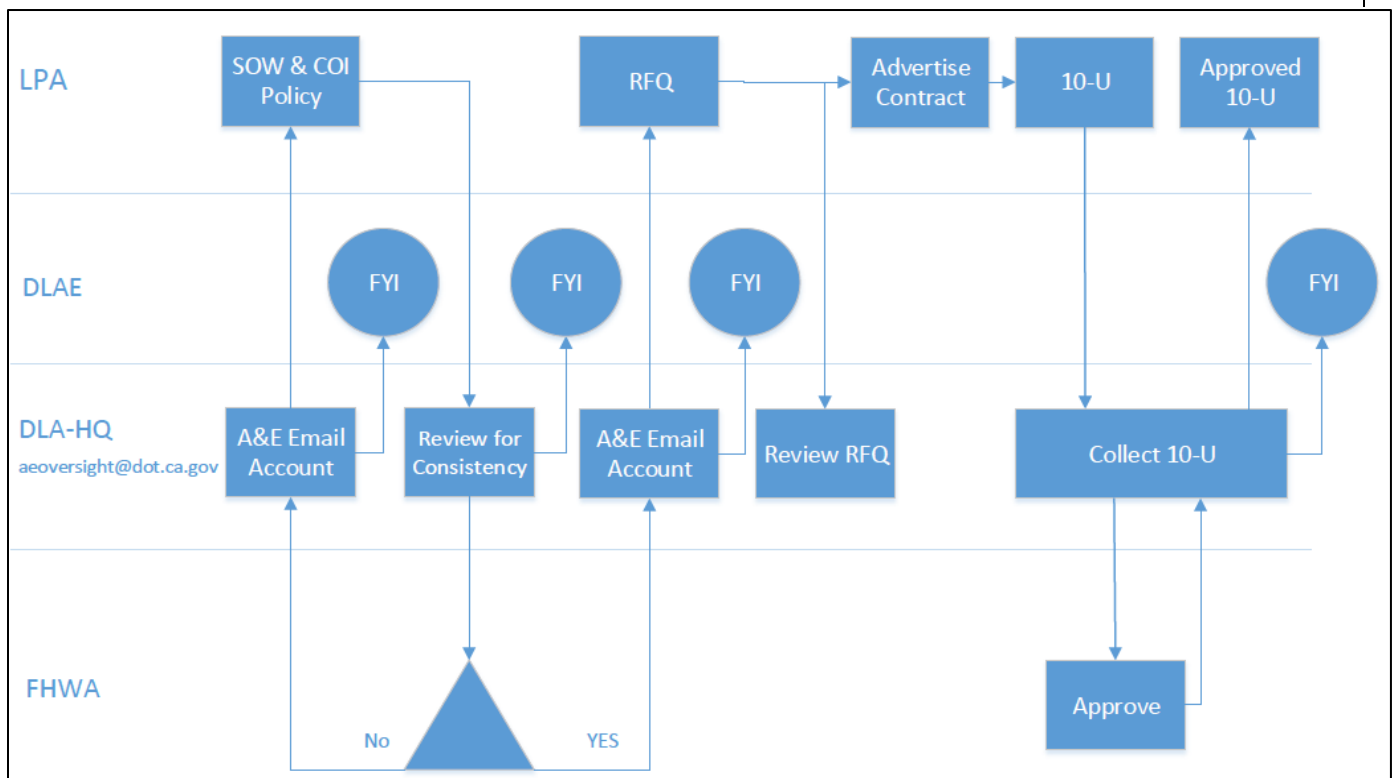 LPA
SOW & COI
Policy
RFQ
Advertise
Contract
10-U
Approved
10-U
DLAE
FYI
FYI
FYI
FYI
DLA-HQ
aeoversight@dot.ca.gov
A&E Email
Account
Review for
Consistency
A&E Email
Account
Review RFQ
Collect 10-U
FHWA
No
YES
Approve